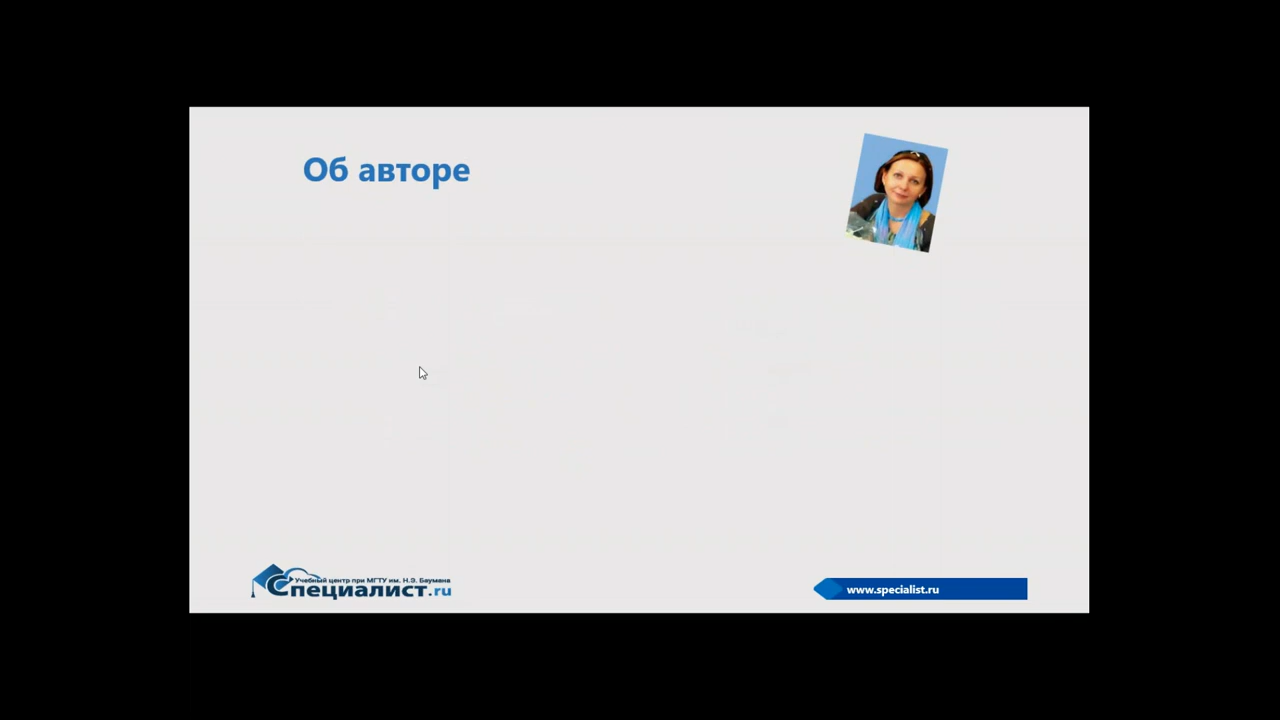 Об авторе
Учебный центр при МГТУ им. Н.Э. Баумана
Специалист.ru
www.specialist.ru